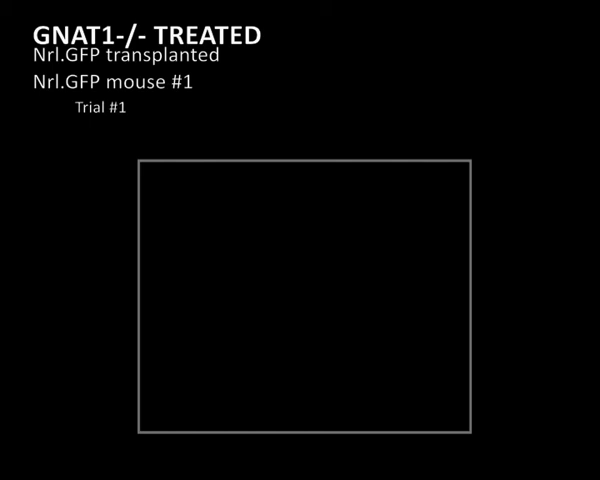 GNAT1-/- TREATED
Nrl.GFP transplanted
Nrl.GFP mouse #1
Trial #1